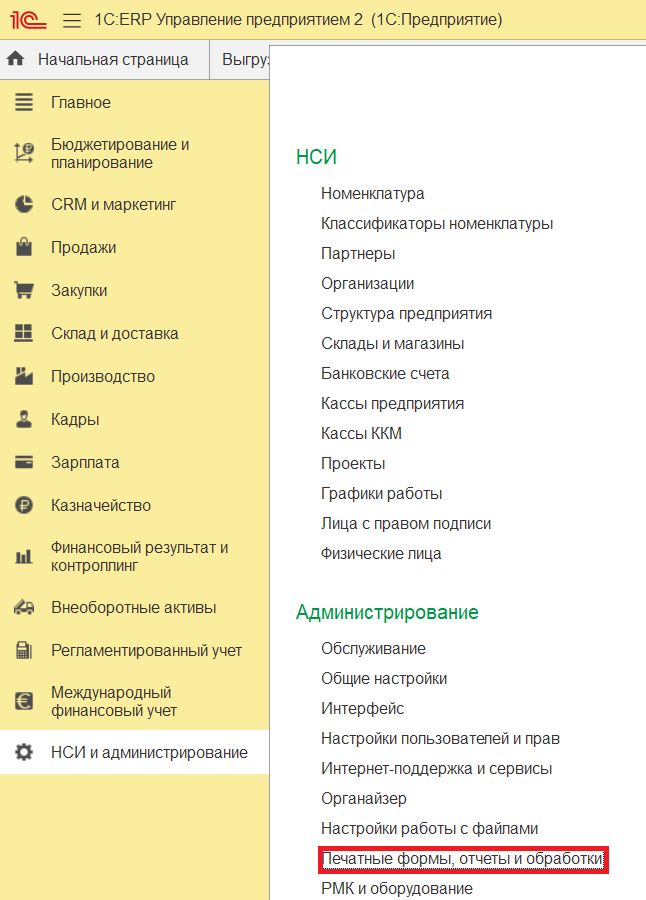 1С 1С:ERP Управление предприятием 2 (1С:Предприятие)
Начальная страница Выгруз
Главное
Бюджетирование и
планирование
CRM и маркетинг
Продажи
Закупки
Склад и доставка
Производство
Кадры
Зарплата
Казначейство
Финансовый результат и
контроллинг
Внеоборотные активы
Регламентированный учет
Международный
финансовый учет
НСИ и администрирование
НСИ
Номенклатура
Классификаторы номенклатуры
Партнеры
Организации
Структура предприятия
Склады и магазины
Банковские счета
Кассы предприятия
Кассы ККМ
Проекты
Графики работы
Лица с правом подписи
Физические лица
Администрирование
Обслуживание
Общие настройки
Интерфейс
Настройки пользователей и прав
Интернет-поддержка и сервисы
Органайзер
Настройки работы с файлами
Печатные формы, отчеты и обработки
РМК и оборудование